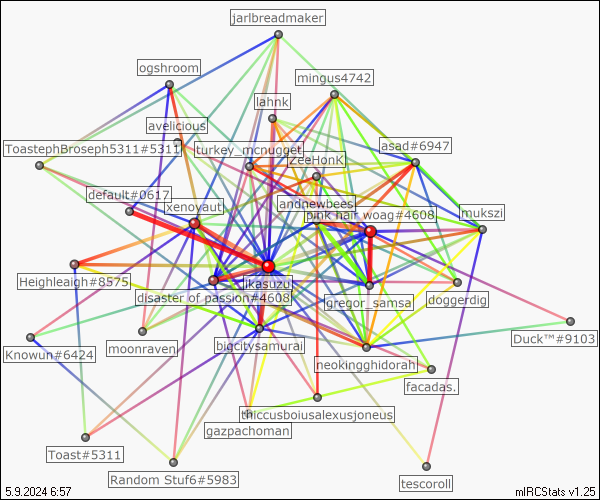 jarlbreadmaker
ogshroom
mingus4742
lahnk
avelicious
ToastephBroseph5311#5311
turkey_mcnugget
asad#6947
ZeeHonK
default#0617
xenoyaut
andnewbees
pink hair woag#4608
mukszi
Heighleaigh#8575
likasuzu
disaster of passion#4608
gregor_samsa
doggerdig
Knowun#6424
moonraven
bigcitysamurai
neokingghidorah
Duck™#9103
facadas.
thiccusboiusalexusjoneus
gazpachoman
Toast#5311
Random Stuf6#5983
tescoroll
5.9.2024 6:57
mIRCStats v1.25